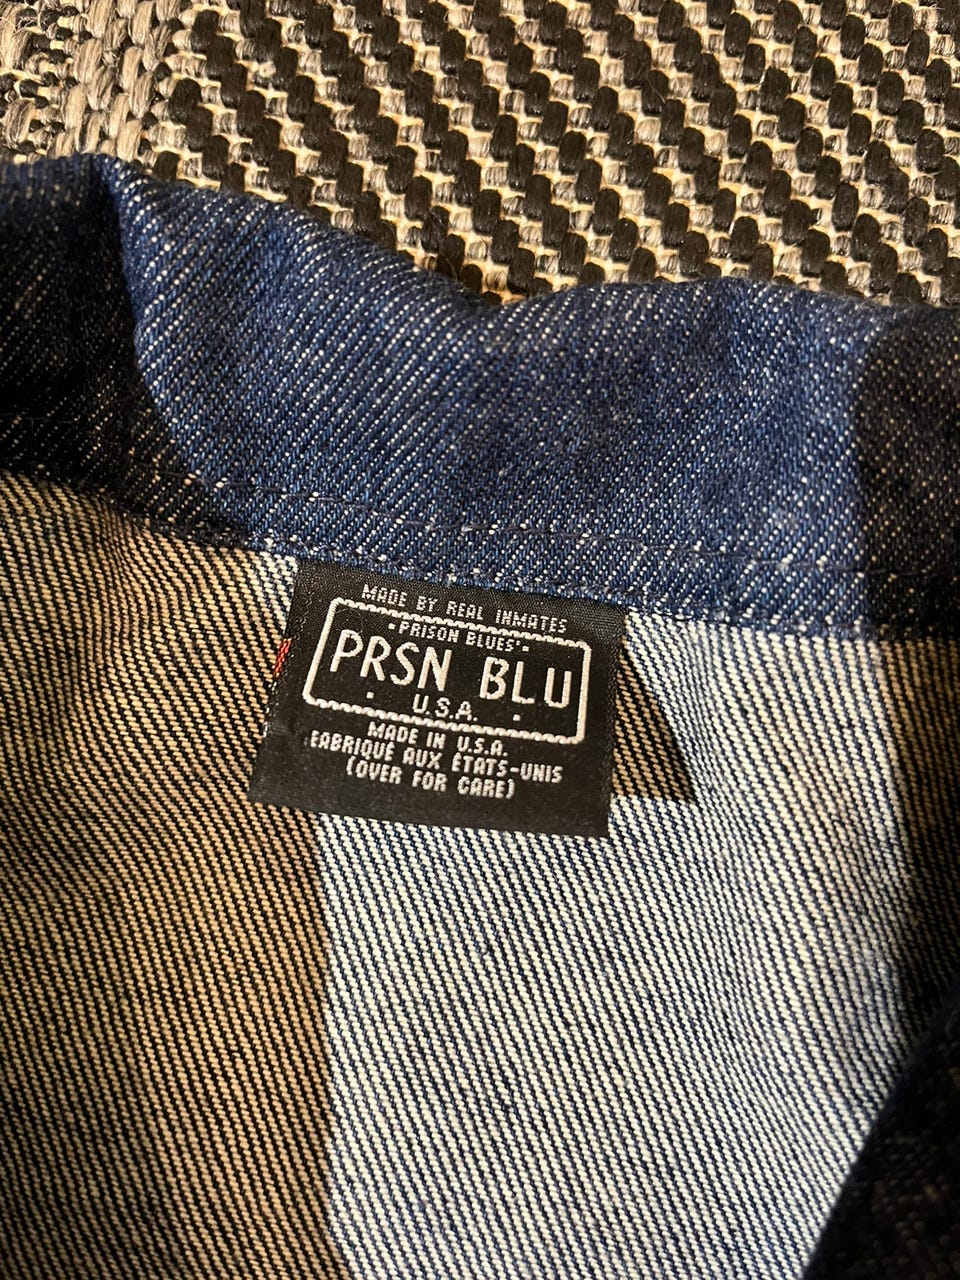 MADE BY REAL INMATES
"PRISON BLUES"
PRSN BLU
U.S.A.
MADE IN U.S.A.
FABRIQUÉ AUX ÉTATS-UNIS
(OVER FOR CARE)